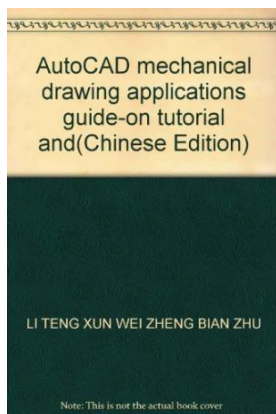 AutoCAD mechanical
drawing applications
guide-on tutorial
and(Chinese Edition)
LI TENG XUN WEI ZHENG BIAN ZHU
Note: This is not the actual book cover